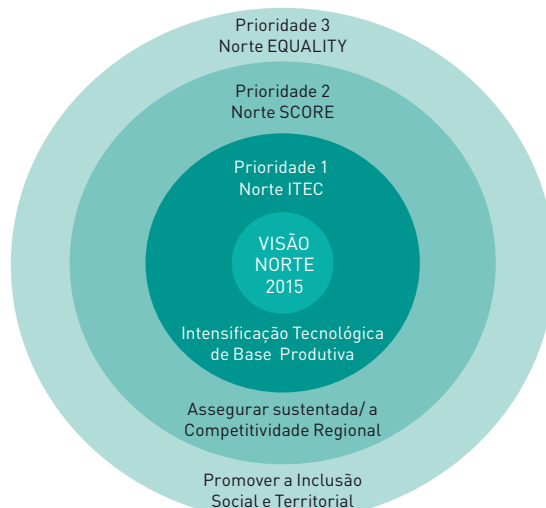 Prioridade 3
Norte EQUALITY
Prioridade 2
Norte SCORE
Prioridade 1
Norte ITEC
VISÃO
NORTE
2015
Intensificação Tecnológica
de Base Produtiva
Assegurar sustentada/ a
Competitividade Regional
Promover a Inclusão
Social e Territorial